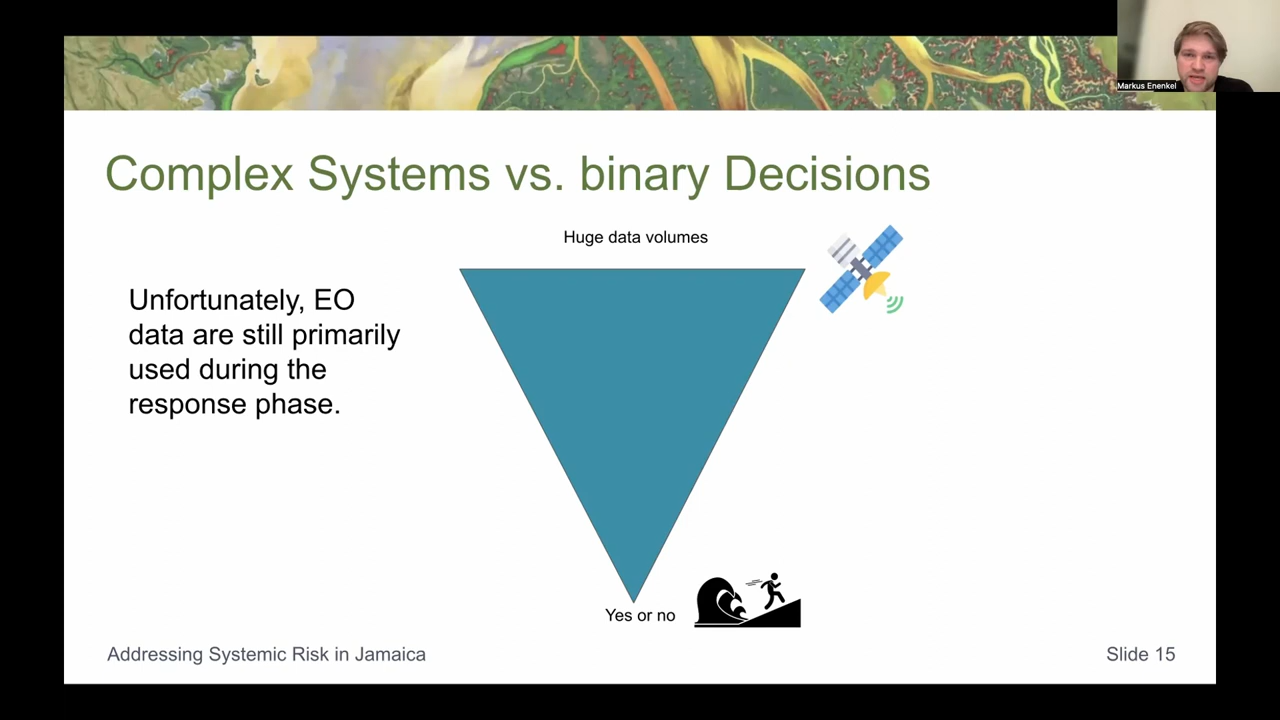 Markus Enenkel
Complex Systems vs. binary Decisions
Huge data volumes
Unfortunately, EO
data are still primarily
used during the
response phase.
Yes or no
Addressing Systemic Risk in Jamaica
Slide 15